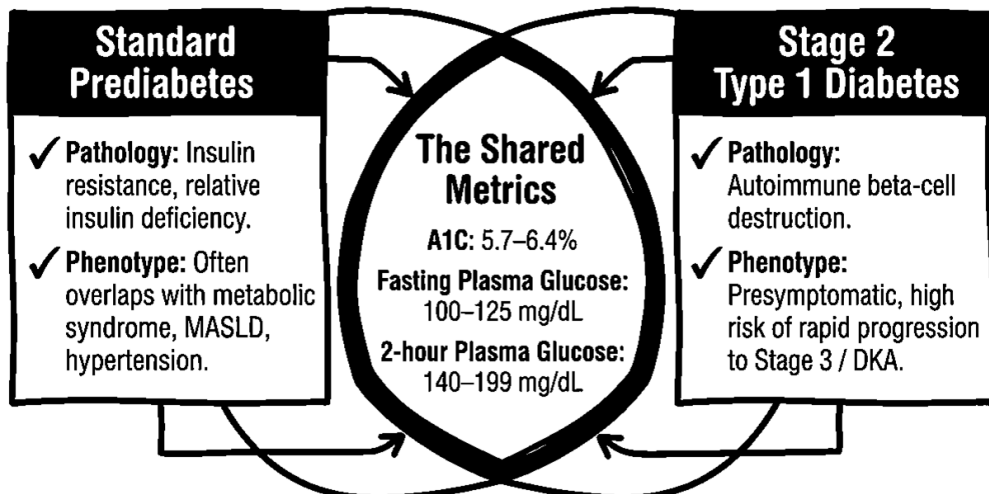 Standard
Prediabetes
✓ Pathology: Insulin
resistance, relative
insulin deficiency.
✓ Phenotype: Often
overlaps with metabolic
syndrome, MASLD,
hypertension.
The Shared
Metrics
A1C: 5.7–6.4%
Fasting Plasma Glucose:
100–125 mg/dL
2-hour Plasma Glucose:
140–199 mg/dL
Stage 2
Type 1 Diabetes
✓ Pathology:
Autoimmune beta-cell
destruction.
✓ Phenotype:
Presymptomatic, high
risk of rapid progression
to Stage 3 / DKA.